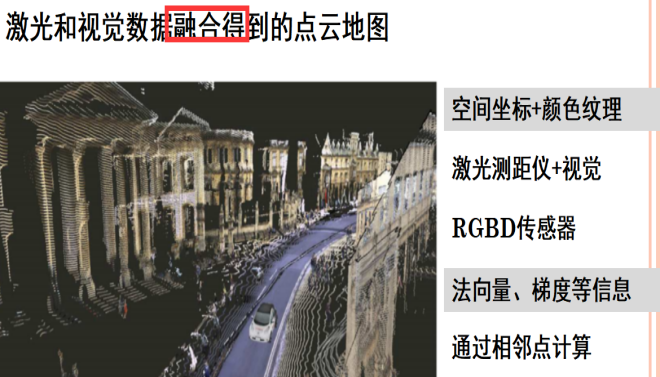 激光和视觉数据融合得到的点云地图
空间坐标+颜色纹理
激光测距仪+视觉
RGBD传感器
法向量、梯度等信息
通过相邻点计算